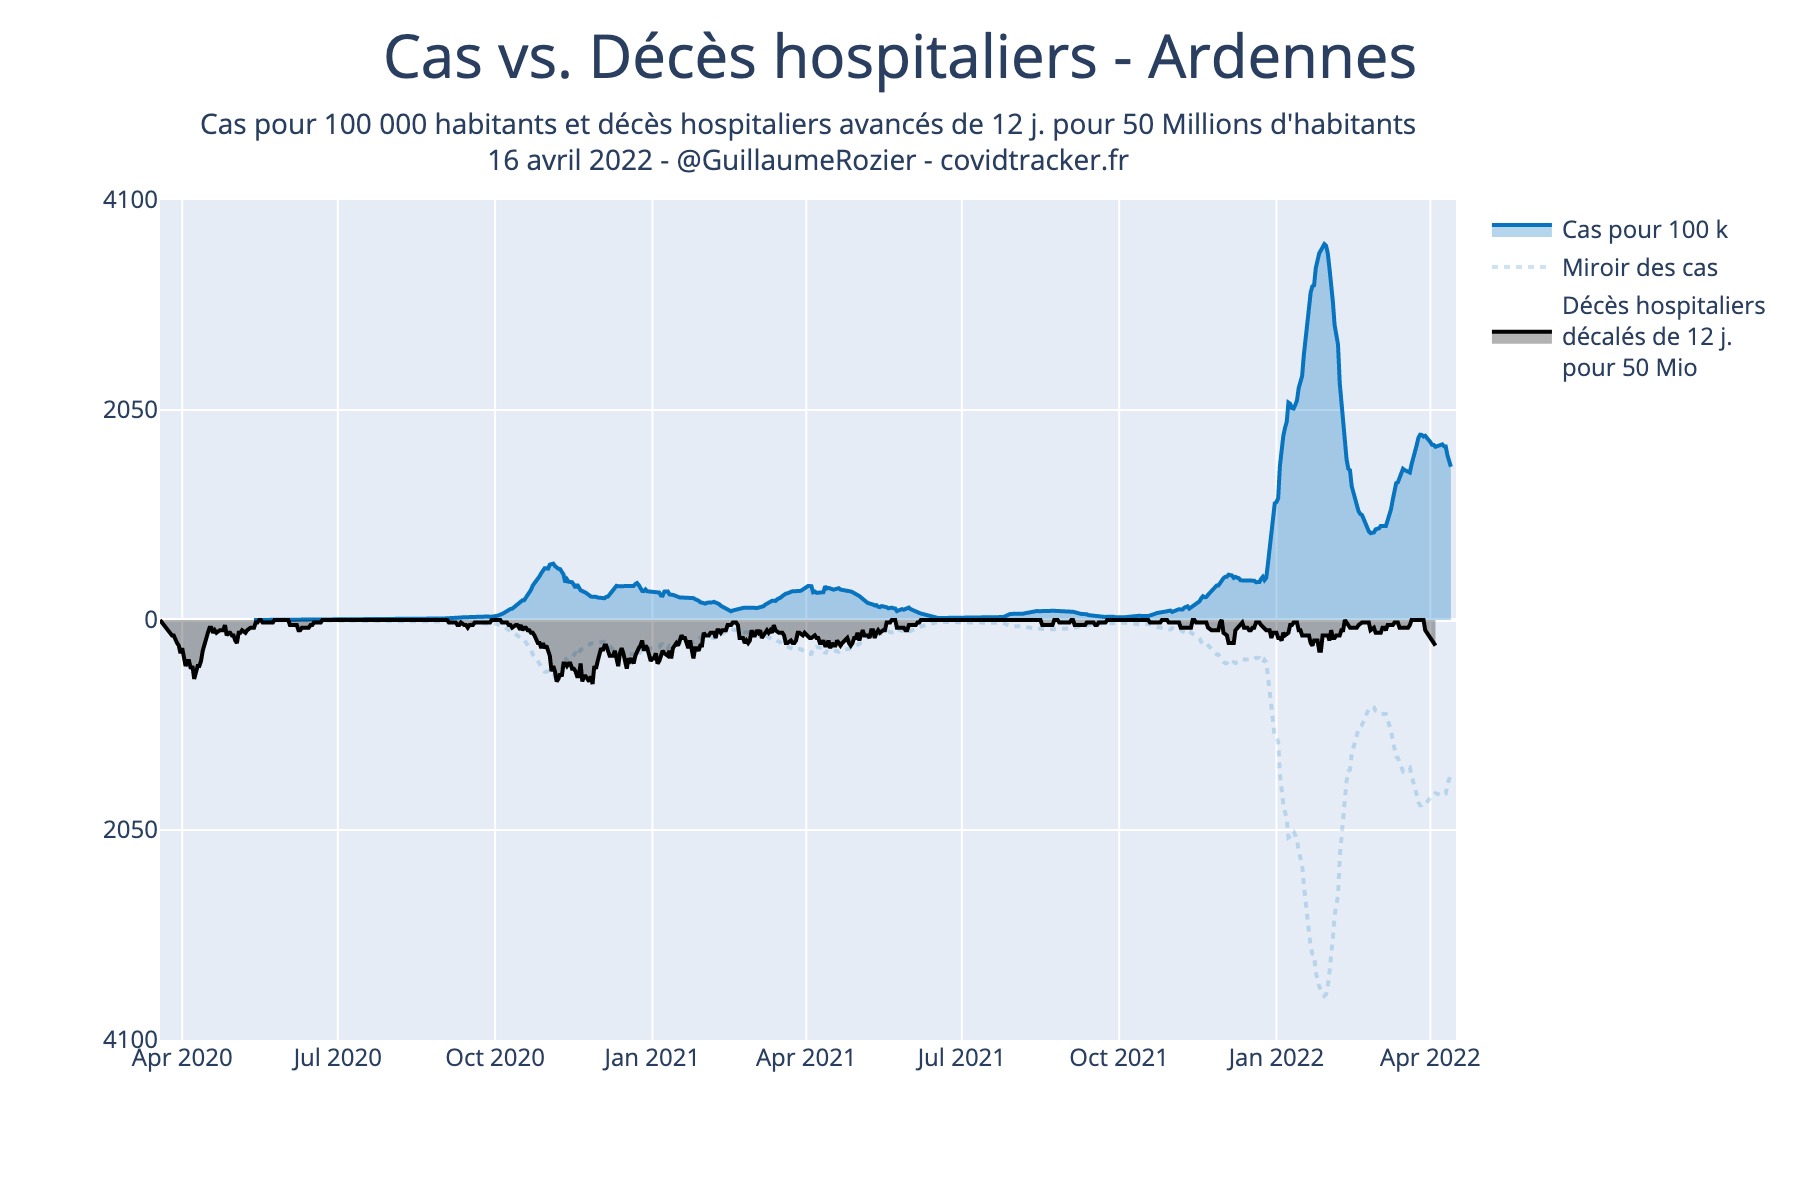 Cas vs. Décès hospitaliers - Ardennes
Cas pour 100 000 habitants et décès hospitaliers avancés de 12 j. pour 50 Millions d'habitants
16 avril 2022 - @GuillaumeRozier - covidtracker.fr
4100
2050
0
2050
4100
Apr 2020
Jul 2020
Oct 2020
Jan 2021
Apr 2021
Jul 2021
Oct 2021
Jan 2022
Apr 2022
Cas pour 100 k
Miroir des cas
Décès hospitaliers
décalés de 12 j.
pour 50 Mio